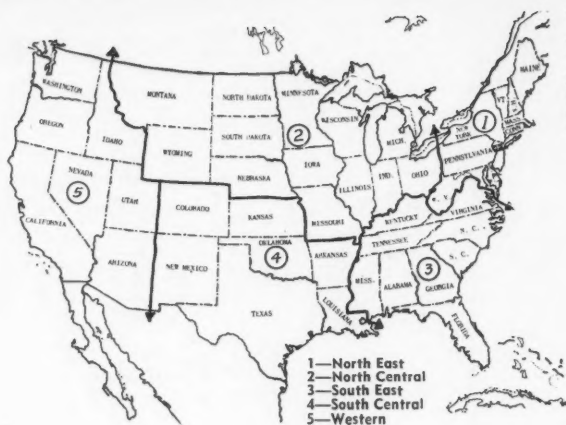 WASHINGTON
MONTANA
NORTH DAKOTA
MINNESOTA
MAINE
OREGON
IDAHO
WYOMING
SOUTH DAKOTA
2
WISCONSIN
MICH.
NEW YORK
1
VT
MASS
CONN
PENNSYLVANIA
NEVADA
5
UTAH
CALIFORNIA
NEBRASKA
IOWA
ILLINOIS
IND.
OHIO
COLORADO
KANSAS
MISSOURI
KENTUCKY
W. V.
VIRGINIA
ARIZONA
NEW MEXICO
OKLAHOMA
4
ARKANSAS
TENNESSEE
N. C.
S. C.
TEXAS
LOUISIANA
MISS.
ALABAMA
3
GEORGIA
FLORIDA
1—North East
2—North Central
3—South East
4—South Central
5—Western